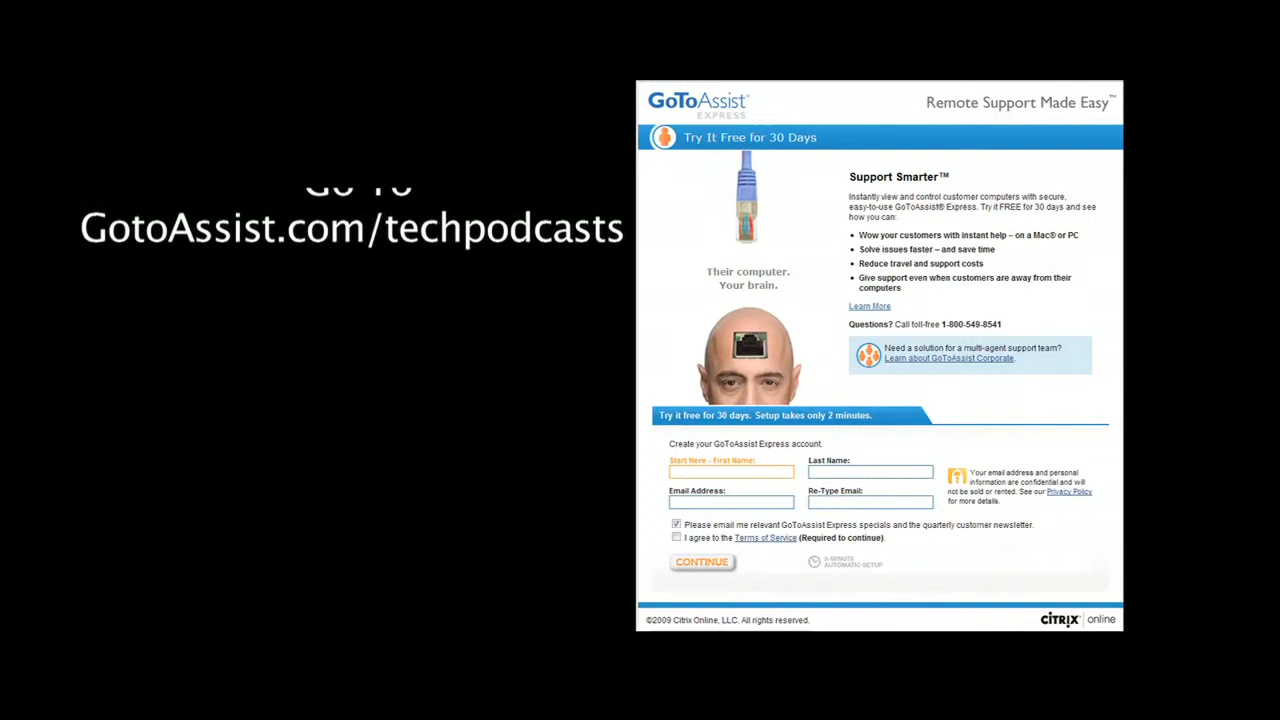 Go To
GotoAssist.com/techpodcasts
GoToAssist®
EXPRESS
Remote Support Made Easy™
Try It Free for 30 Days
Their computer.
Your brain.
Support Smarter™
Instantly view and control customer computers with secure,
easy-to-use GoToAssist® Express. Try it FREE for 30 days and see
how you can:
• Wow your customers with instant help – on a Mac® or PC
• Solve issues faster – and save time
• Reduce travel and support costs
• Give support even when customers are away from their
computers
Learn More
Questions? Call toll-free 1-800-549-8541
Need a solution for a multi-agent support team?
Learn about GoToAssist Corporate.
Try it free for 30 days. Setup takes only 2 minutes.
Create your GoToAssist Express account.
Start Here - First Name:
Last Name:
Email Address:
Re-Type Email:
Your email address and personal
information are confidential and will
not be sold or rented. See our Privacy Policy
for more details.
Please email me relevant GoToAssist Express specials and the quarterly customer newsletter.
I agree to the Terms of Service (Required to continue).
CONTINUE
2-MINUTE
AUTOMATIC SETUP
©2009 Citrix Online, LLC. All rights reserved.
CITRIX® online